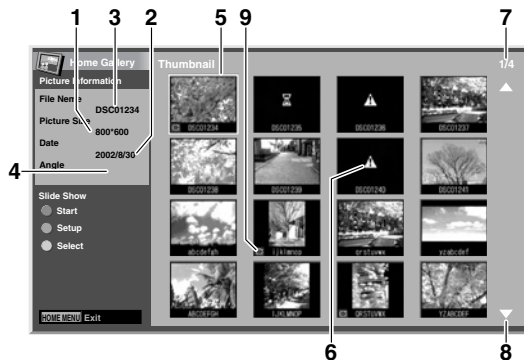 1 3 2 5 9 7
Home Gallery
Thumbnail
1/4
Picture Information
File Name
DSC01234
Picture Size
800*600
Date
2002/8/30
Angle
4
Slide Show
Start
Setup
Select
HOME MENU Exit
DSC01234 DSC01235 DSC01236 DSC01237
DSC01238 DSC01239 DSC01240 DSC01241
abcdefgh ijklmnop qrstuvwx yzabcdef
ABCDEFGH IJKLMNOP QRSTUVWX YZABCDEF
6 8